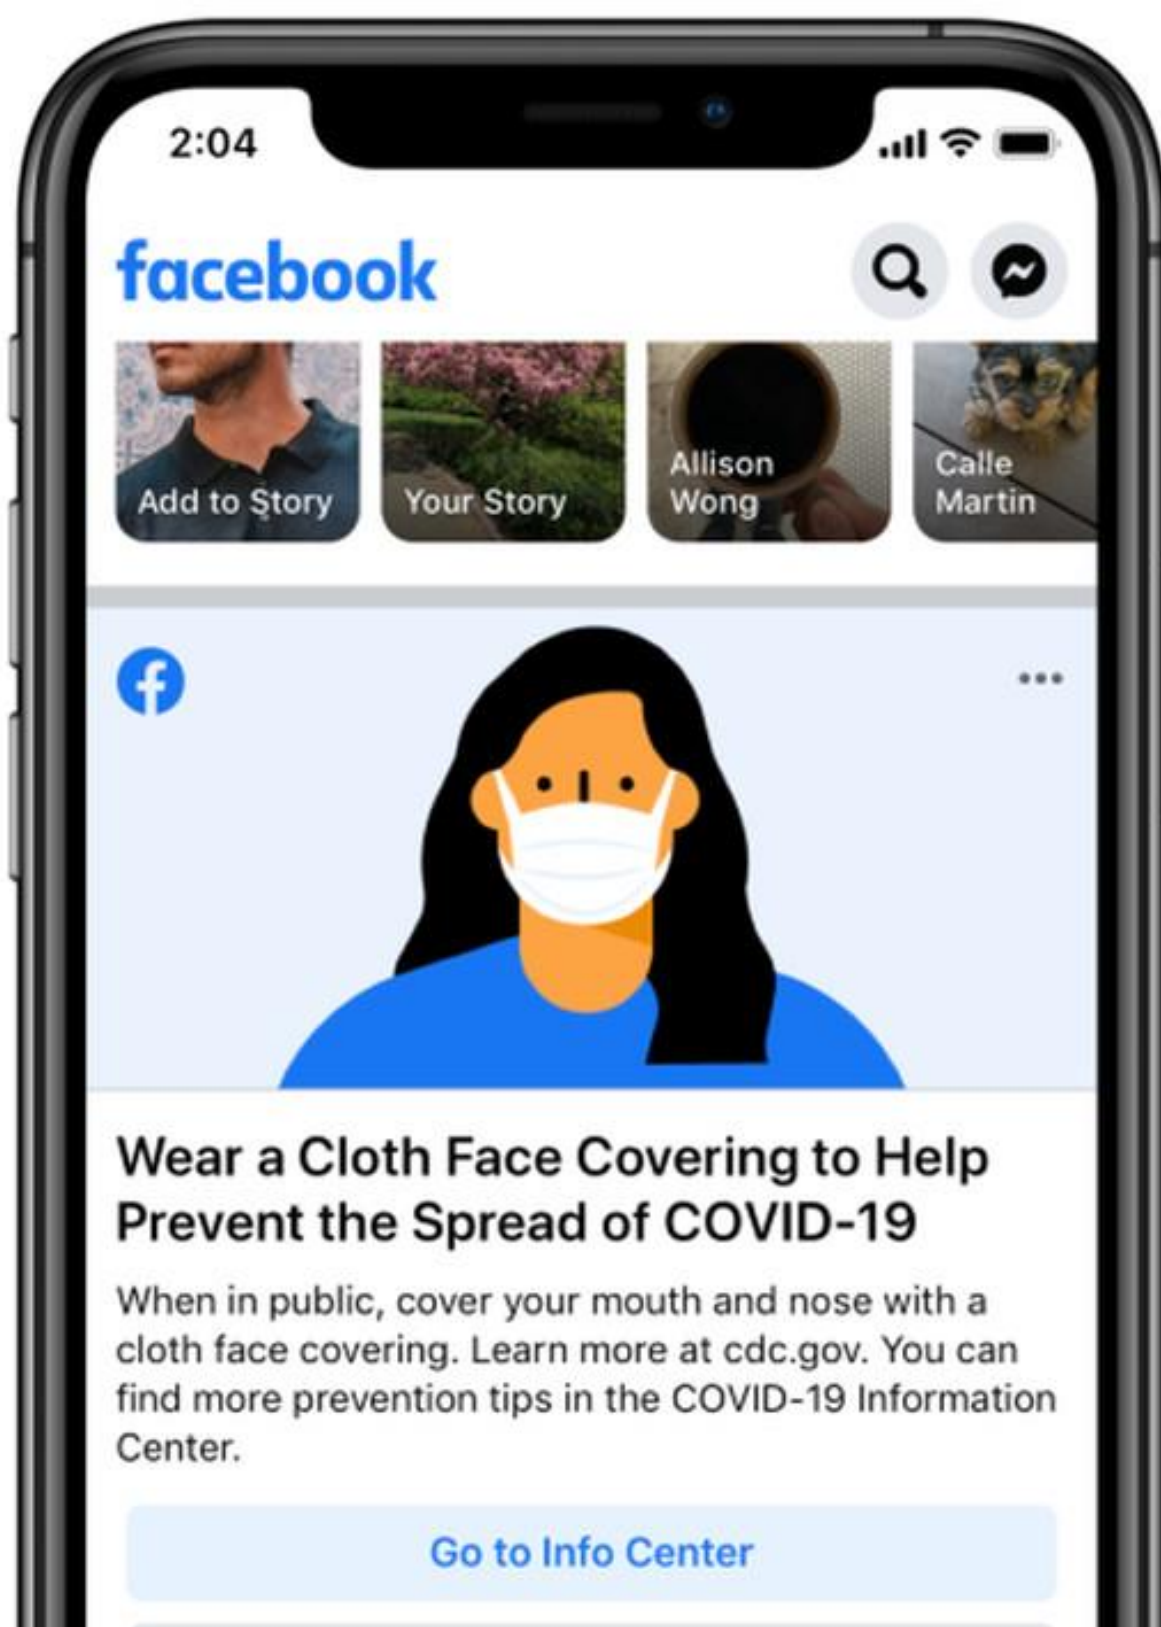 2:04
facebook
Add to Story
Your Story
Allison
Wong
Calle
Martin
Wear a Cloth Face Covering to Help
Prevent the Spread of COVID-19
When in public, cover your mouth and nose with a
cloth face covering. Learn more at cdc.gov. You can
find more prevention tips in the COVID-19 Information
Center.
Go to Info Center